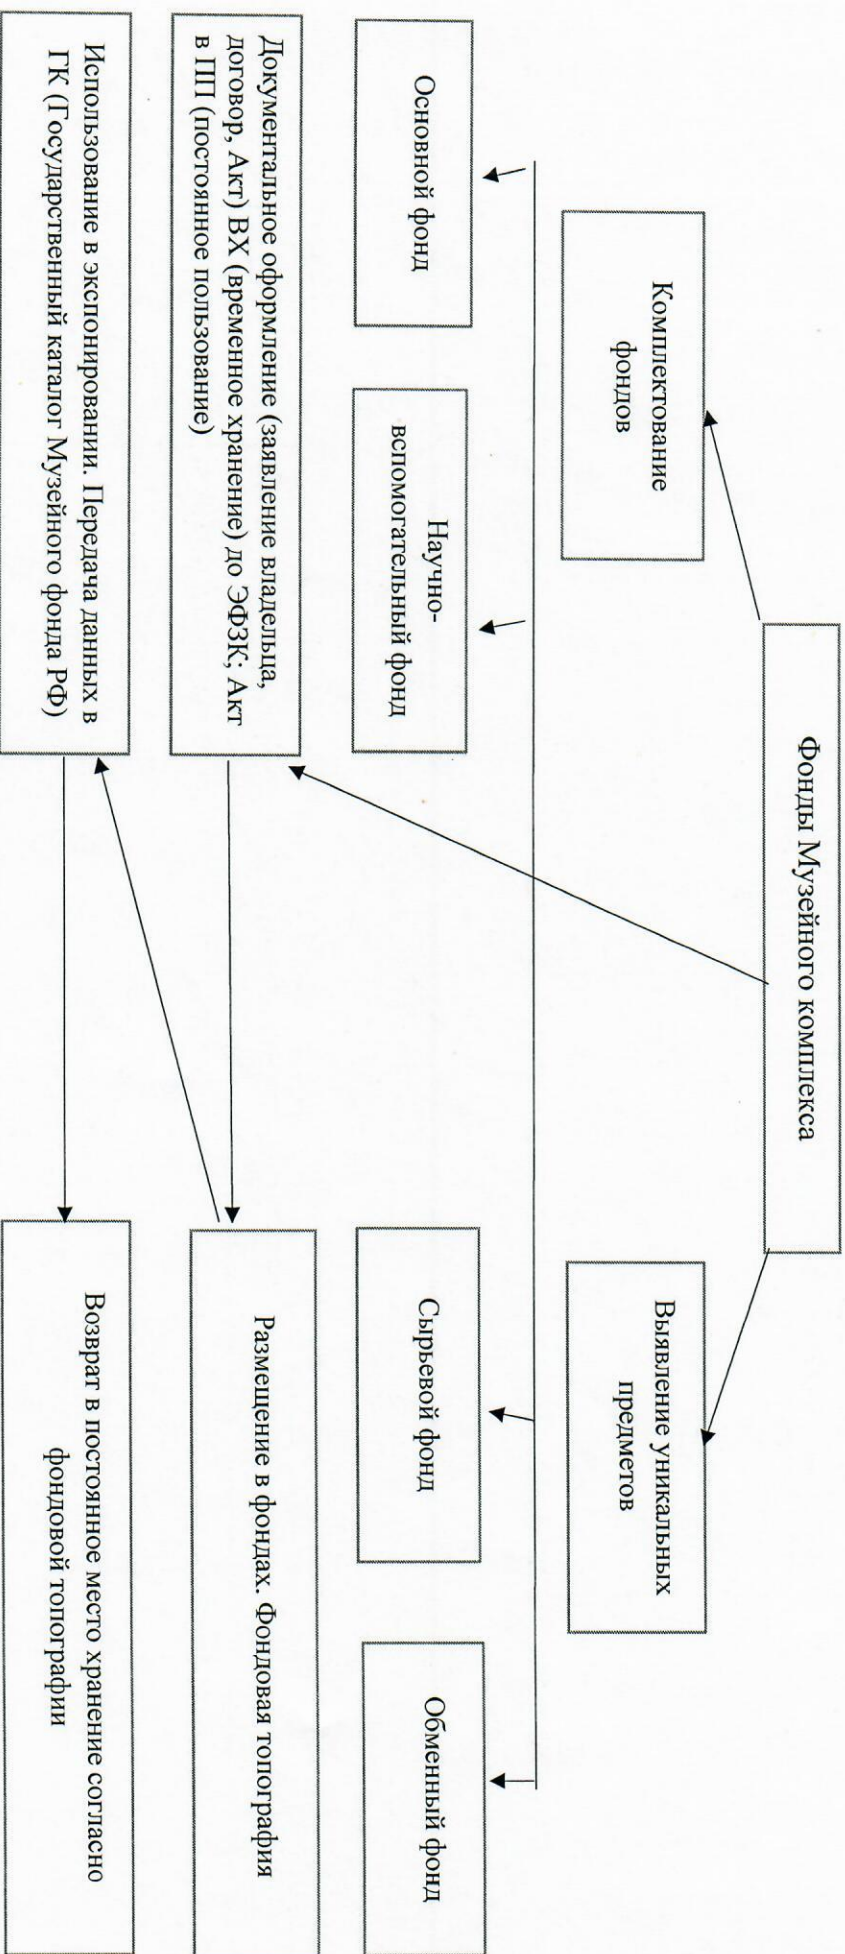 Фонды Музейного комплекса
Комплектование
фондов
Выявление уникальных
предметов
Основной фонд
Научно-
вспомогательный фонд
Сырьевой фонд
Обменный фонд
Документальное оформление (заявление владельца,
договор, Акт) ВХ (временное хранение) до ЭФЗК; Акт
в ПП (постоянное пользование)
Размещение в фондах. Фондовая топография
Использование в экспонировании. Передача данных в
ГК (Государственный каталог Музейного фонда РФ)
Возврат в постоянное место хранение согласно
фондовой топографии